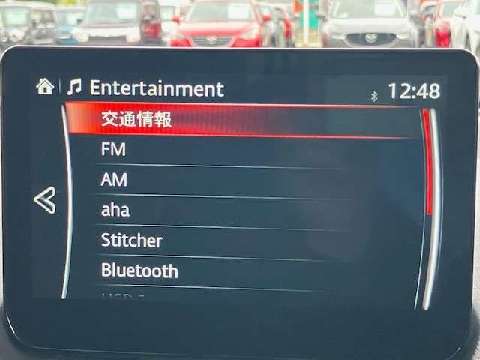 Entertainment 12:48
交通情報
FM
AM
aha
Stitcher
Bluetooth